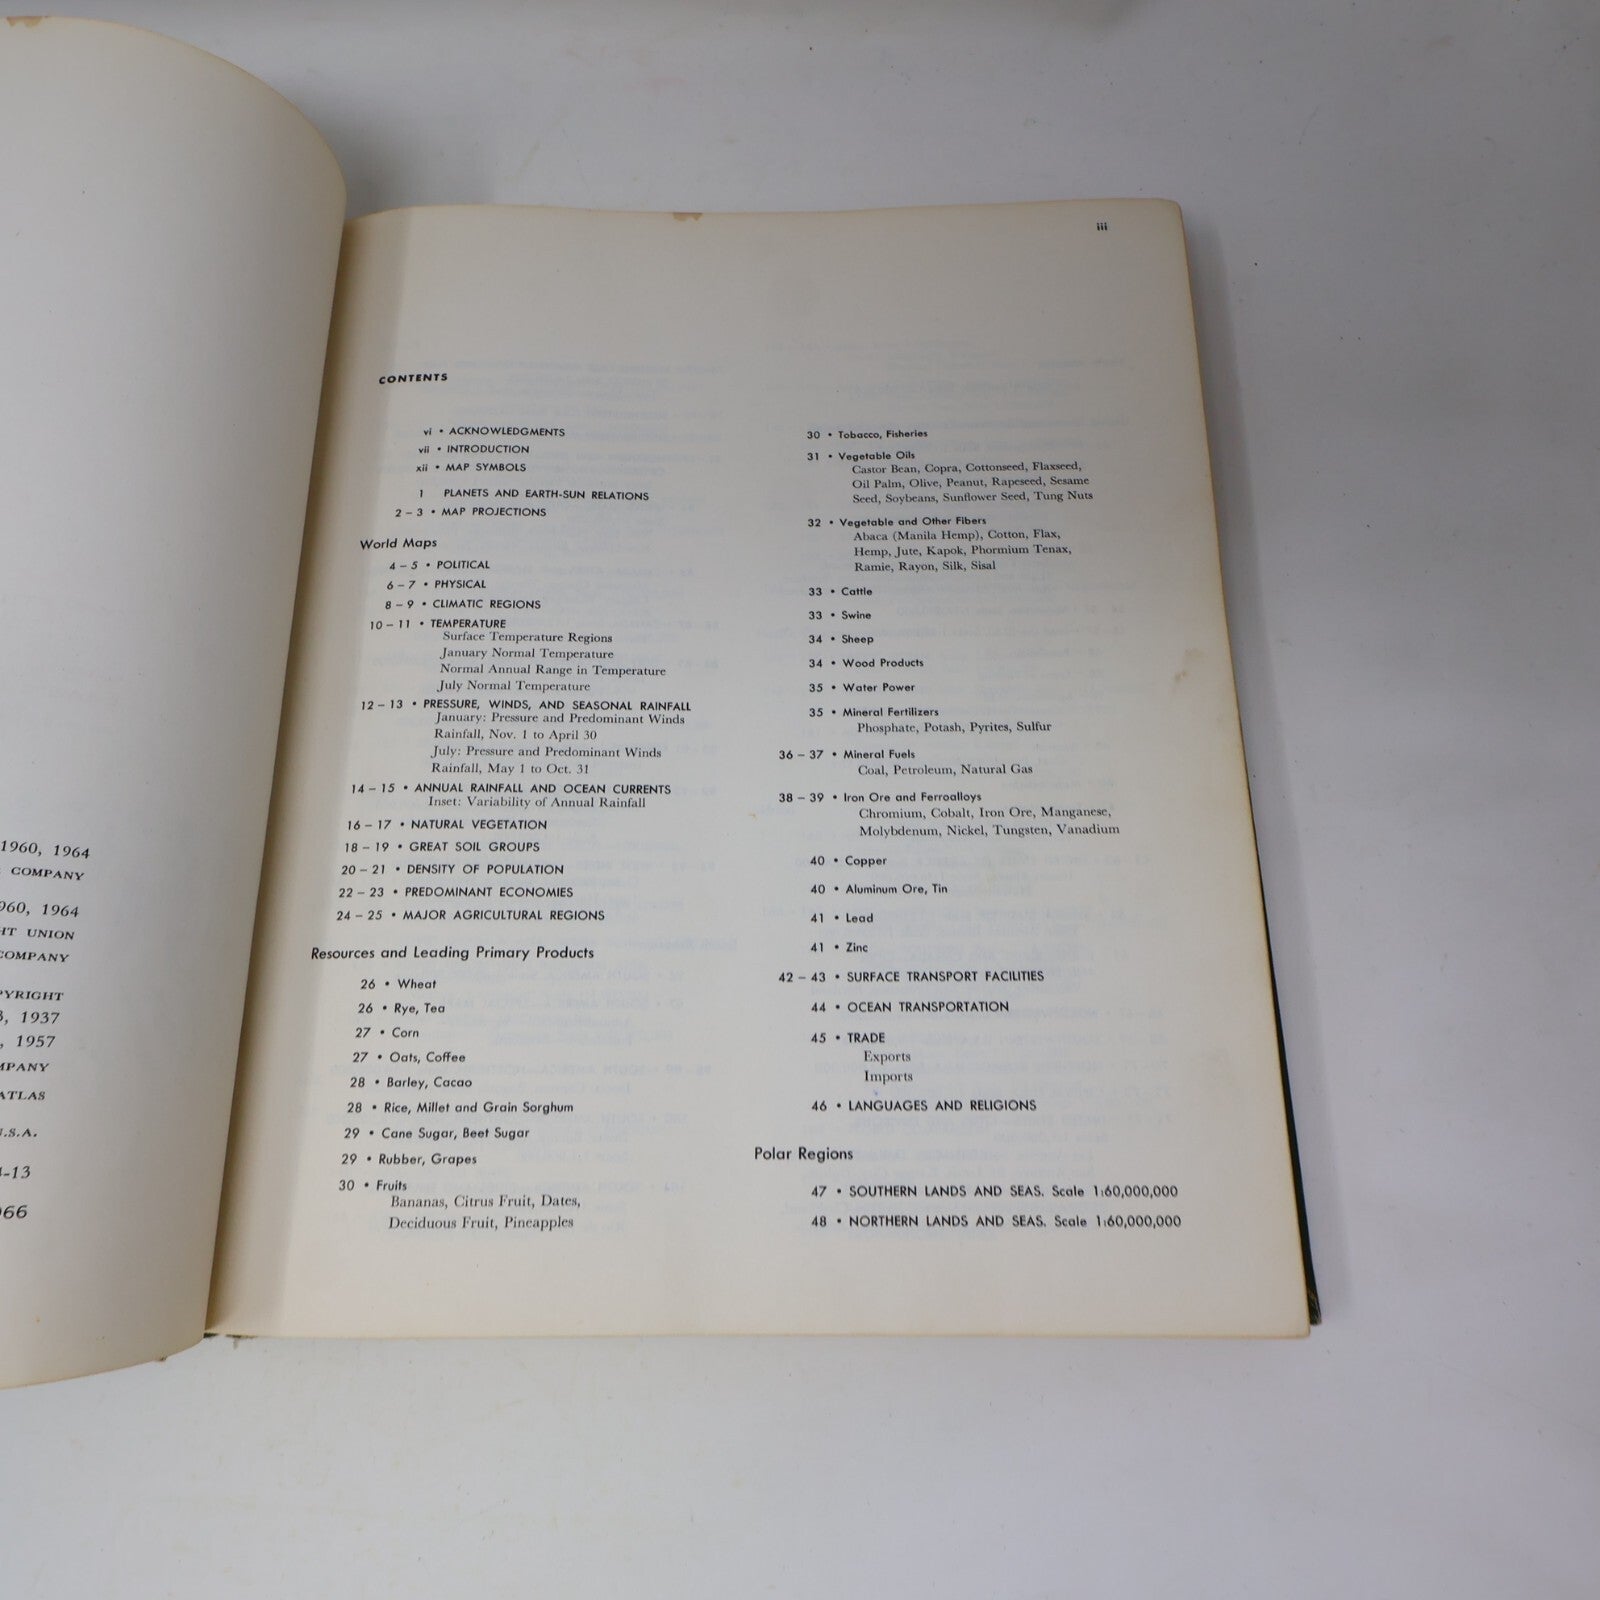 1960, 1964
COMPANY
1964
UNION
COMPANY
1937
1957
ATLAS
U.S.A.
iii
CONTENTS
vi • ACKNOWLEDGMENTS
vii • INTRODUCTION
xii • MAP SYMBOLS
1 PLANETS AND EARTH-SUN RELATIONS
2 – 3 • MAP PROJECTIONS
World Maps
4 – 5 • POLITICAL
6 – 7 • PHYSICAL
8 – 9 • CLIMATIC REGIONS
10 – 11 • TEMPERATURE
Surface Temperature Regions
January Normal Temperature
Normal Annual Range in Temperature
July Normal Temperature
12 – 13 • PRESSURE, WINDS, AND SEASONAL RAINFALL
January: Pressure and Predominant Winds
Rainfall, Nov. 1 to April 30
July: Pressure and Predominant Winds
Rainfall, May 1 to Oct. 31
14 – 15 • ANNUAL RAINFALL AND OCEAN CURRENTS
Inset: Variability of Annual Rainfall
16 – 17 • NATURAL VEGETATION
18 – 19 • GREAT SOIL GROUPS
20 – 21 • DENSITY OF POPULATION
22 – 23 • PREDOMINANT ECONOMIES
24 – 25 • MAJOR AGRICULTURAL REGIONS
Resources and Leading Primary Products
26 • Wheat
26 • Rye, Tea
27 • Corn
27 • Oats, Coffee
28 • Barley, Cacao
28 • Rice, Millet and Grain Sorghum
29 • Cane Sugar, Beet Sugar
29 • Rubber, Grapes
30 • Fruits
Bananas, Citrus Fruit, Dates,
Deciduous Fruit, Pineapples
30 • Tobacco, Fisheries
31 • Vegetable Oils
Castor Bean, Copra, Cottonseed, Flaxseed,
Oil Palm, Olive, Peanut, Rapeseed, Sesame
Seed, Soybeans, Sunflower Seed, Tung Nuts
32 • Vegetable and Other Fibers
Abaca (Manila Hemp), Cotton, Flax,
Hemp, Jute, Kapok, Phormium Tenax,
Ramie, Rayon, Silk, Sisal
33 • Cattle
33 • Swine
34 • Sheep
34 • Wood Products
35 • Water Power
35 • Mineral Fertilizers
Phosphate, Potash, Pyrites, Sulfur
36 – 37 • Mineral Fuels
Coal, Petroleum, Natural Gas
38 – 39 • Iron Ore and Ferroalloys
Chromium, Cobalt, Iron Ore, Manganese,
Molybdenum, Nickel, Tungsten, Vanadium
40 • Copper
40 • Aluminum Ore, Tin
41 • Lead
41 • Zinc
42 – 43 • SURFACE TRANSPORT FACILITIES
44 • OCEAN TRANSPORTATION
45 • TRADE
Exports
Imports
46 • LANGUAGES AND RELIGIONS
Polar Regions
47 • SOUTHERN LANDS AND SEAS. Scale 1:60,000,000
48 • NORTHERN LANDS AND SEAS. Scale 1:60,000,000